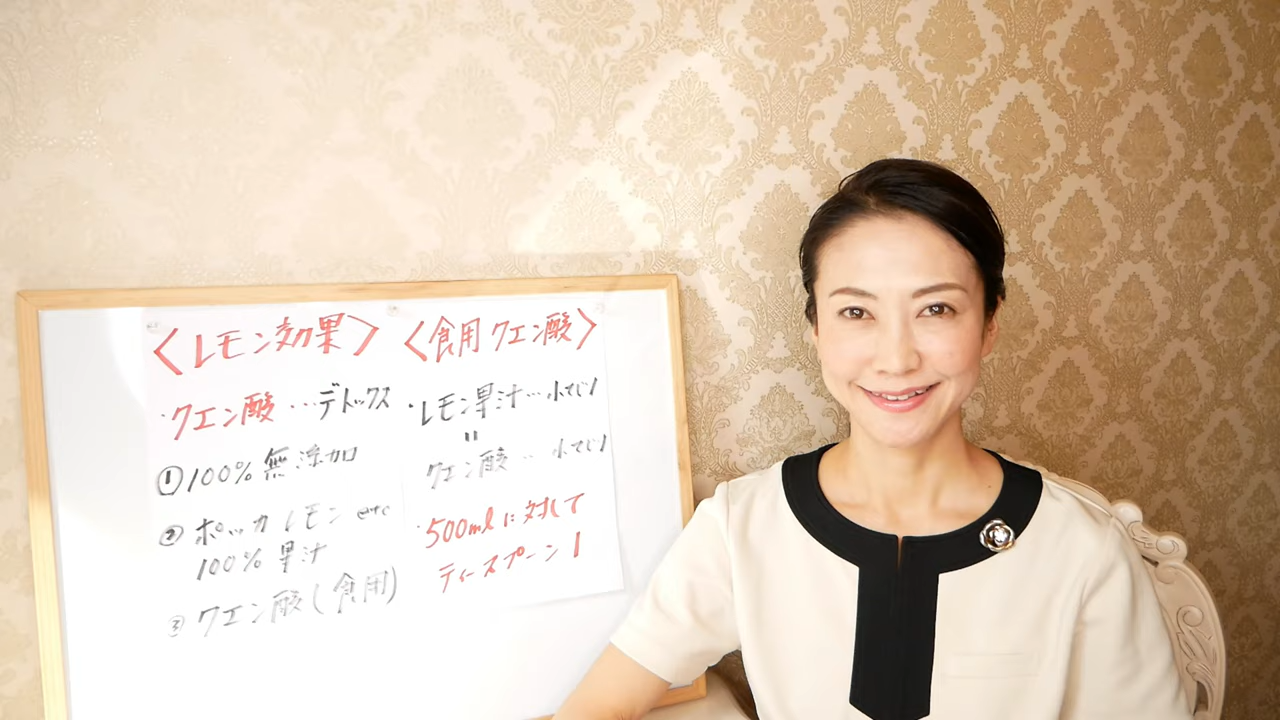 〈レモン効果〉
・クエン酸…デトックス
①100%無添加
②ポッカレモンetc
100%果汁
③クエン酸(食用)
〈食用クエン酸〉
・レモン果汁…小さじ1
〃
クエン酸…小さじ1
・500mlに対して
ティースプーン1